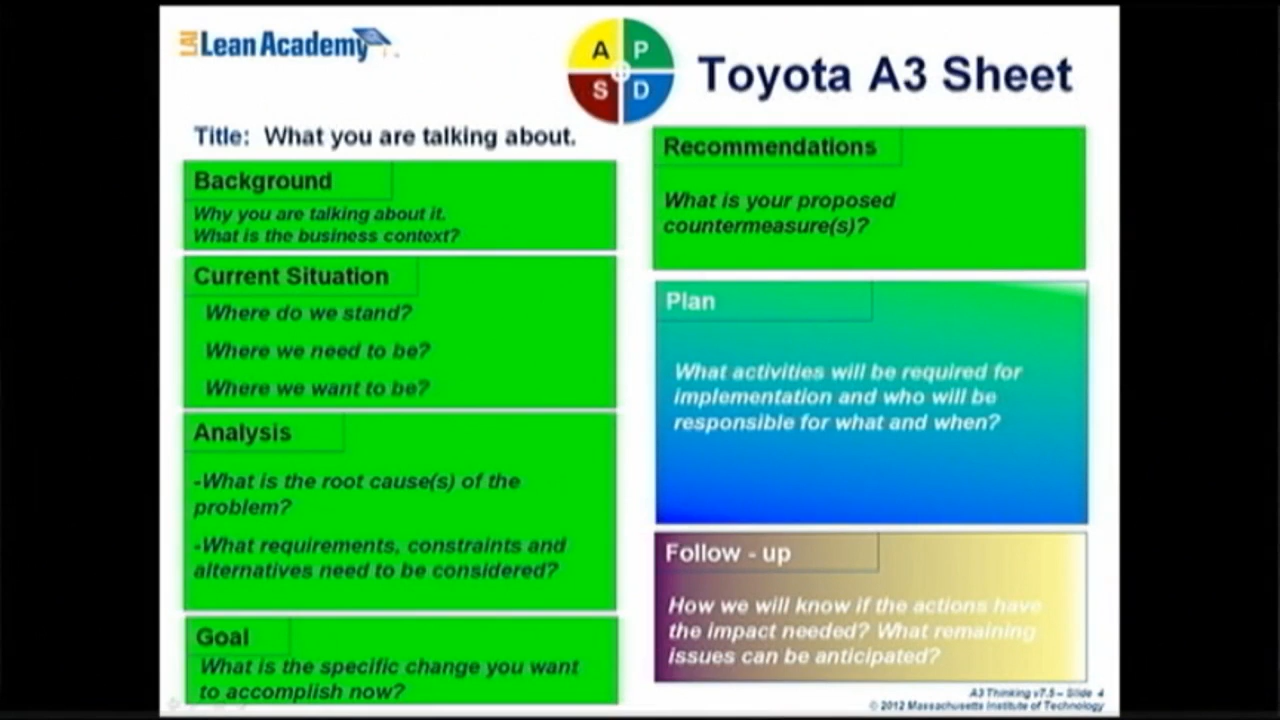 LAI Lean Academy
A P
S D
Toyota A3 Sheet
Title: What you are talking about.
Background
Why you are talking about it.
What is the business context?
Current Situation
Where do we stand?
Where we need to be?
Where we want to be?
Analysis
-What is the root cause(s) of the
problem?
-What requirements, constraints and
alternatives need to be considered?
Goal
What is the specific change you want
to accomplish now?
Recommendations
What is your proposed
countermeasure(s)?
Plan
What activities will be required for
implementation and who will be
responsible for what and when?
Follow - up
How we will know if the actions have
the impact needed? What remaining
issues can be anticipated?
A3 Thinking v7.5 – Slide 4
© 2012 Massachusetts Institute of Technology